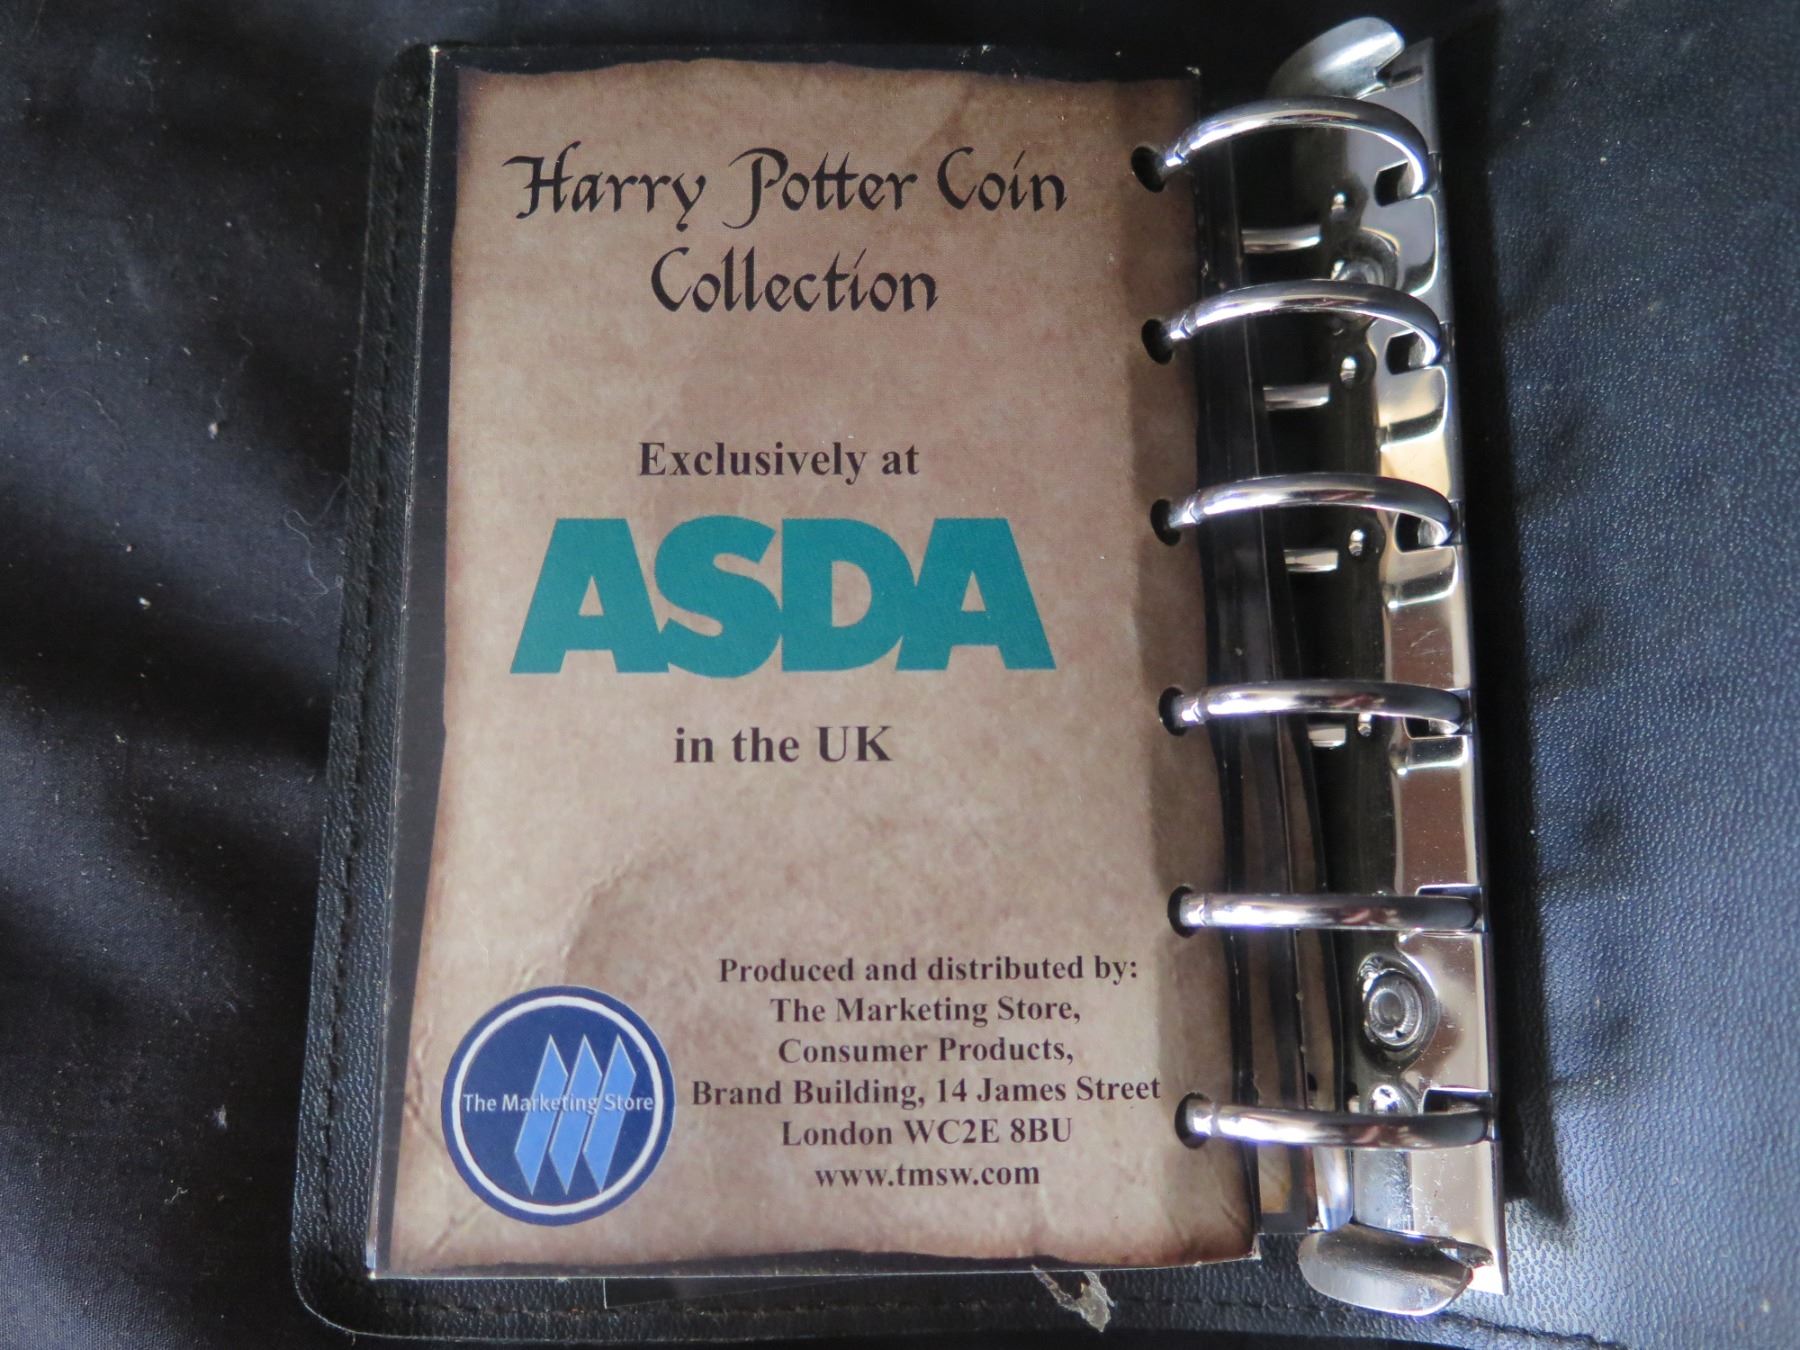 Harry Potter Coin
Collection
Exclusively at
ASDA
in the UK
Produced and distributed by:
The Marketing Store,
Consumer Products,
Brand Building, 14 James Street
London WC2E 8BU
www.tmsw.com
The Marketing Store